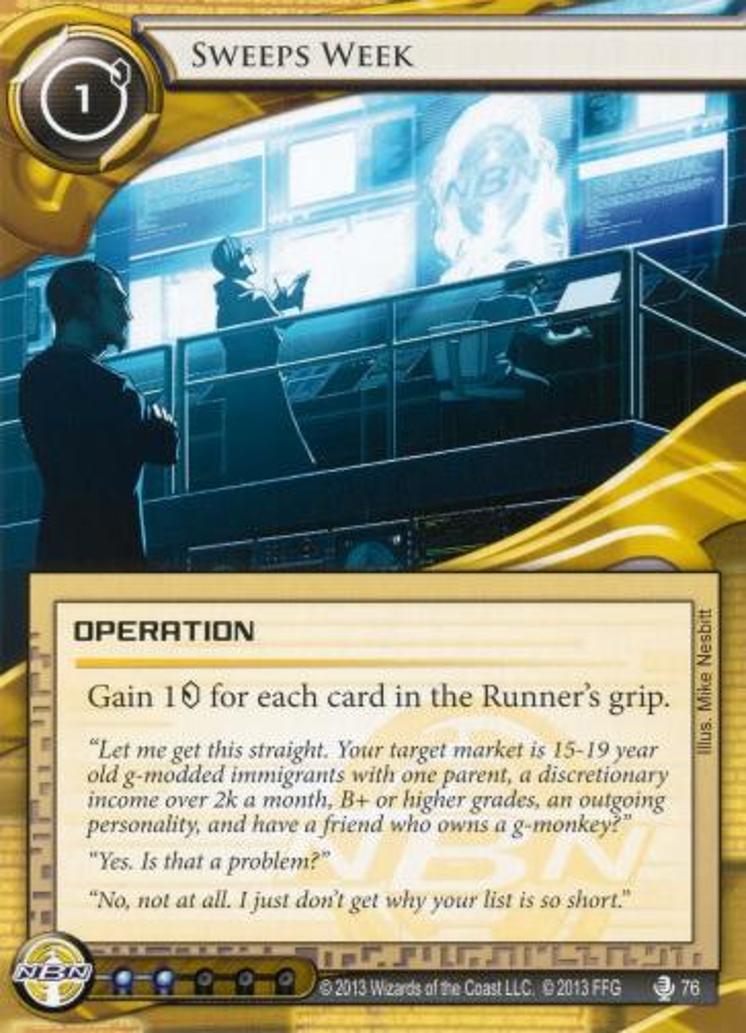 SWEEPS WEEK
1
NBN
OPERATION
Gain 1 for each card in the Runner's grip.
“Let me get this straight. Your target market is 15-19 year
old g-modded immigrants with one parent, a discretionary
income over 2k a month, B+ or higher grades, an outgoing
personality, and have a friend who owns a g-monkey?”
“Yes. Is that a problem?”
“No, not at all. I just don't get why your list is so short.”
Illus. Mike Nesbitt
NBN
NBN
© 2013 Wizards of the Coast LLC. © 2013 FFG
76